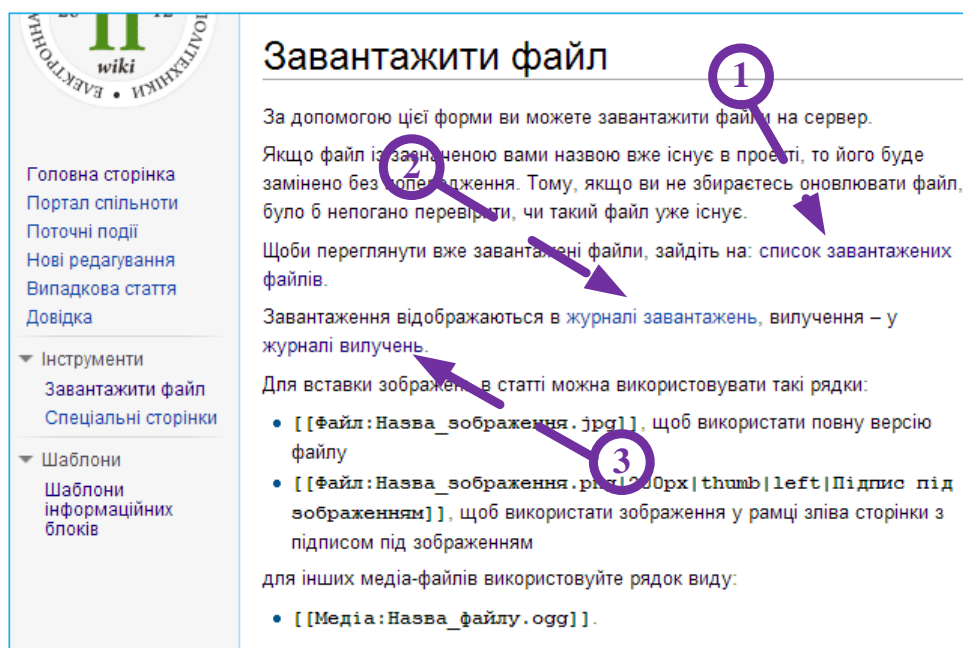 wiki
ЕЛЕКТРОННА
ПОЛІТЕХНІКИ
Головна сторінка
Портал спільноти
Поточні події
Нові редагування
Випадкова стаття
Довідка
Інструменти
Завантажити файл
Спеціальні сторінки
Шаблони
Шаблони
інформаційних
блоків
Завантажити файл
1
За допомогою цієї форми ви можете завантажити файли на сервер.
Якщо файл із зазначеною вами назвою вже існує в проекті, то його буде
2
замінено без попередження. Тому, якщо ви не збираєтесь оновлювати файл,
було б непогано перевірити, чи такий файл уже існує.
Щоби переглянути вже завантажені файли, зайдіть на: список завантажених
файлів.
Завантаження відображаються в журналі завантажень, вилучення – у
журналі вилучень.
Для вставки зображень в статті можна використовувати такі рядки:
[[Файл:Назва_зображення.jpg]], щоб використати повну версію
файлу
3
[[Файл:Назва_зображення.png|200px|thumb|left|Підпис під
зображенням]], щоб використати зображення у рамці зліва сторінки з
підписом під зображенням
для інших медіа-файлів використовуйте рядок виду:
[[Медіа:Назва_файлу.ogg]].